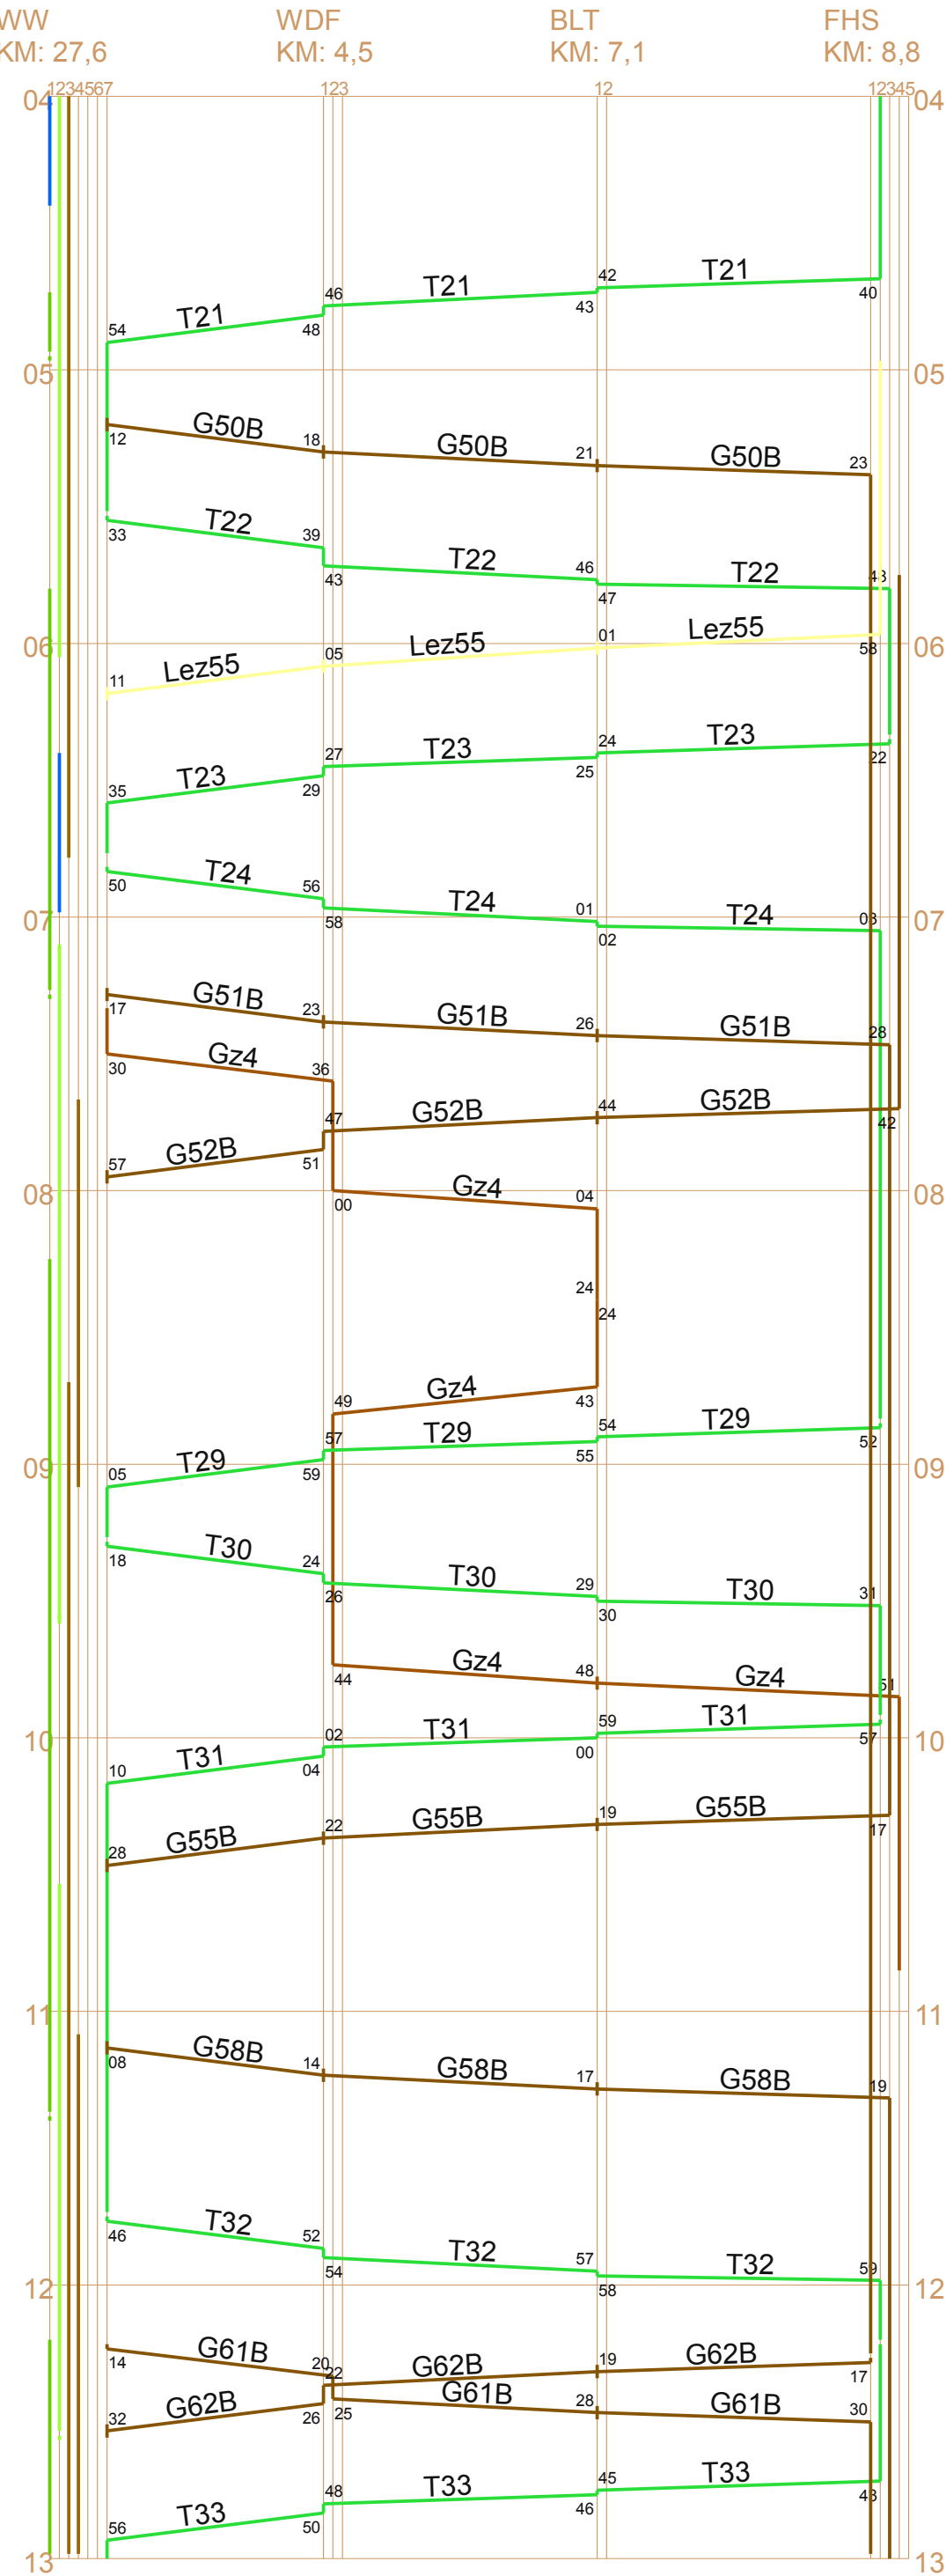 WW WDF BLT FHS
KM: 27,6 KM: 4,5 KM: 7,1 KM: 8,8
1234567 123 12 12345
04 04
42 T21
46 T21 43 40
54 T21 48
05 05
12 G50B 18 G50B 21 G50B 23
33 T22 39
43 T22 46
47 T22 48
06 06
11 Lez55 05 Lez55 01 Lez55 58
35 T23 29
27 T23 25
24 T23 22
50 T24 56
07 07
58 T24 01
02 T24 03
17 G51B 23 G51B 26 G51B 28
30 Gz4 36
47 G52B 44 G52B 42
57 G52B 51
08 08
00 Gz4 04
24
24
49 Gz4 43
57 T29 55
54 T29 52
09 09
05 T29 59
18 T30 24
26 T30 29
30 T30 31
44 Gz4 48 Gz4 51
10 10
02 T31 00
59 T31 57
10 T31 04
28 G55B 22 G55B 19 G55B 17
11 11
08 G58B 14 G58B 17 G58B 19
46 T32 52
54 T32 57
58 T32 59
12 12
14 G61B 20
22 G62B 19 G62B 17
25 G61B 28 G61B 30
32 G62B 26
48 T33 46
45 T33 43
56 T33 50
13 13